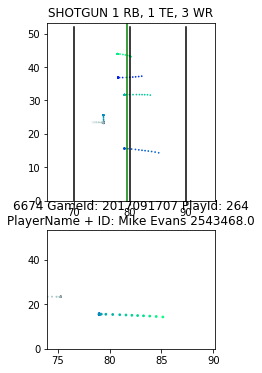 SHOTGUN 1 RB, 1 TE, 3 WR
50
40
30
20
10
0
70 80 90
6674 GameId: 2017091707 PlayId: 264
PlayerName + ID: Mike Evans 2543468.0
40
20
0
75 80 85 90